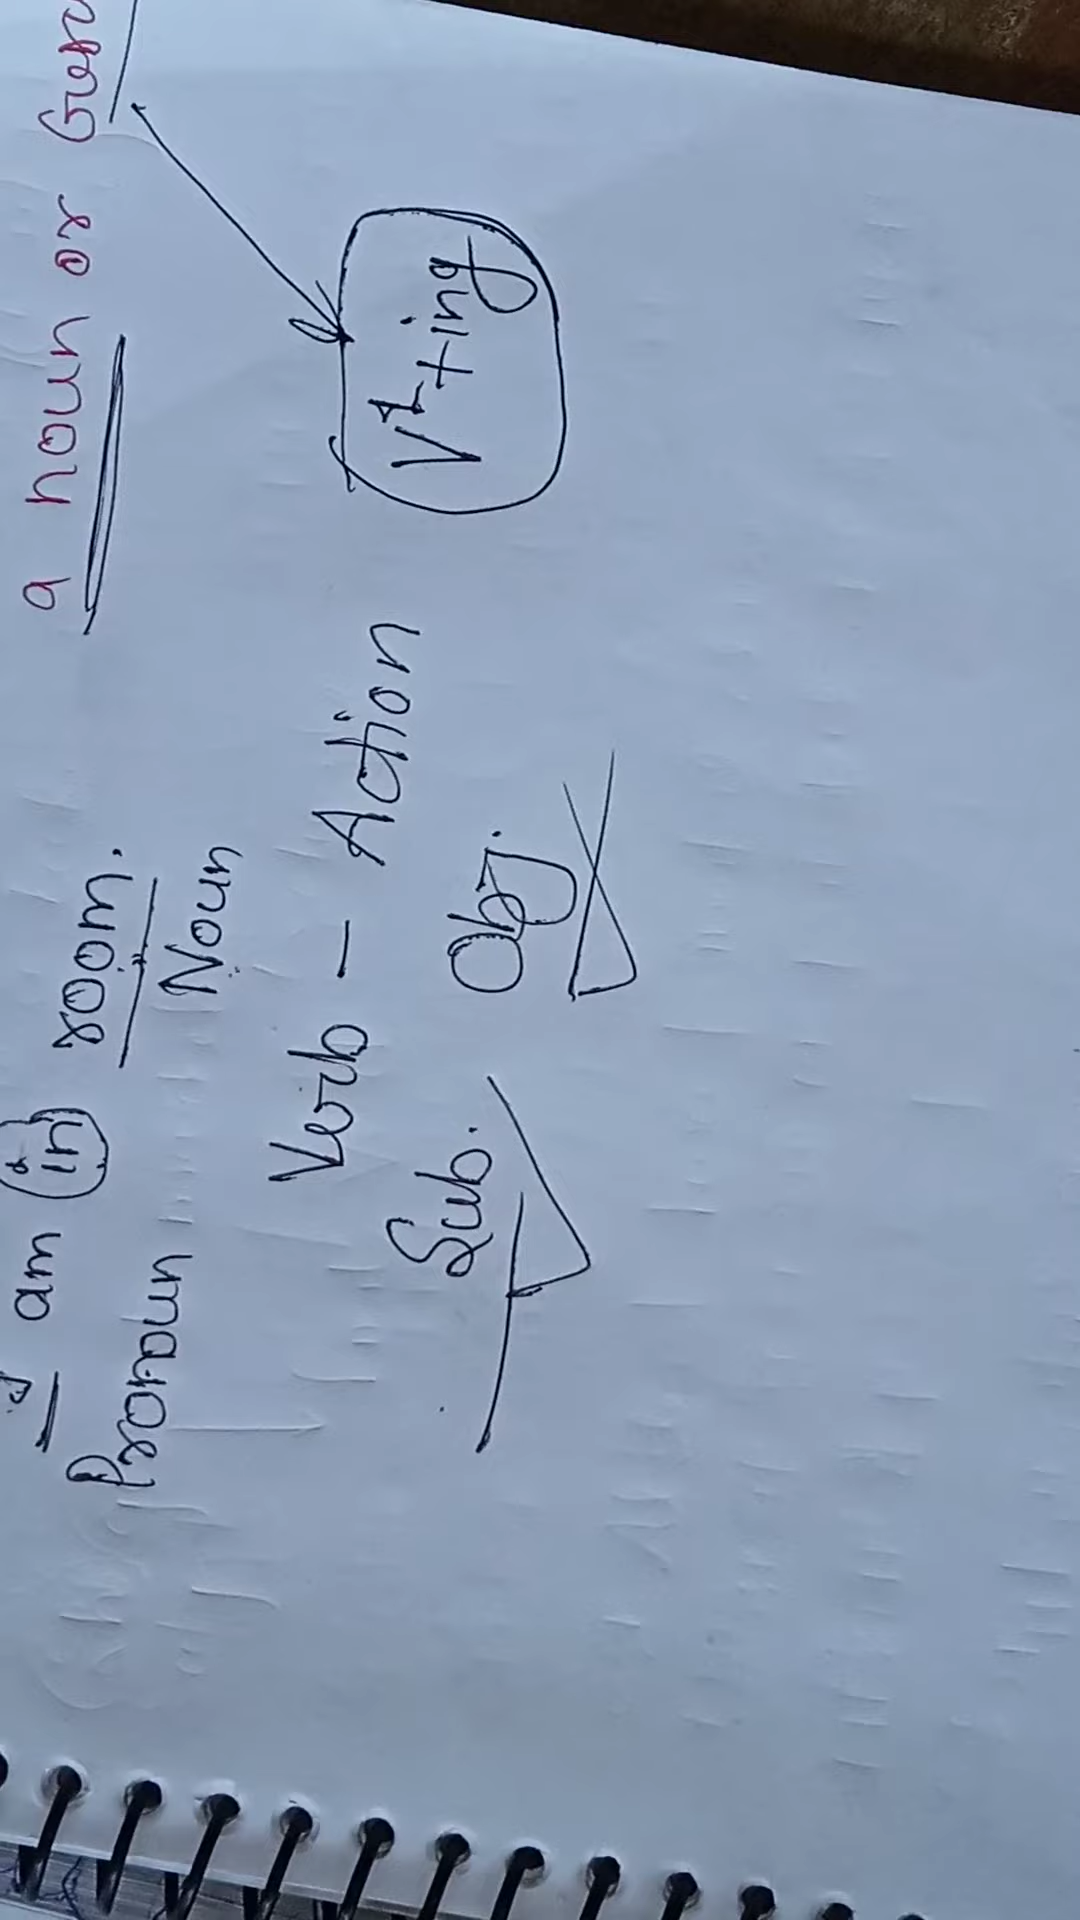 a noun or
am in room.
Pronoun Noun
V¹+ing
Verb - Action
Sub. Obj.